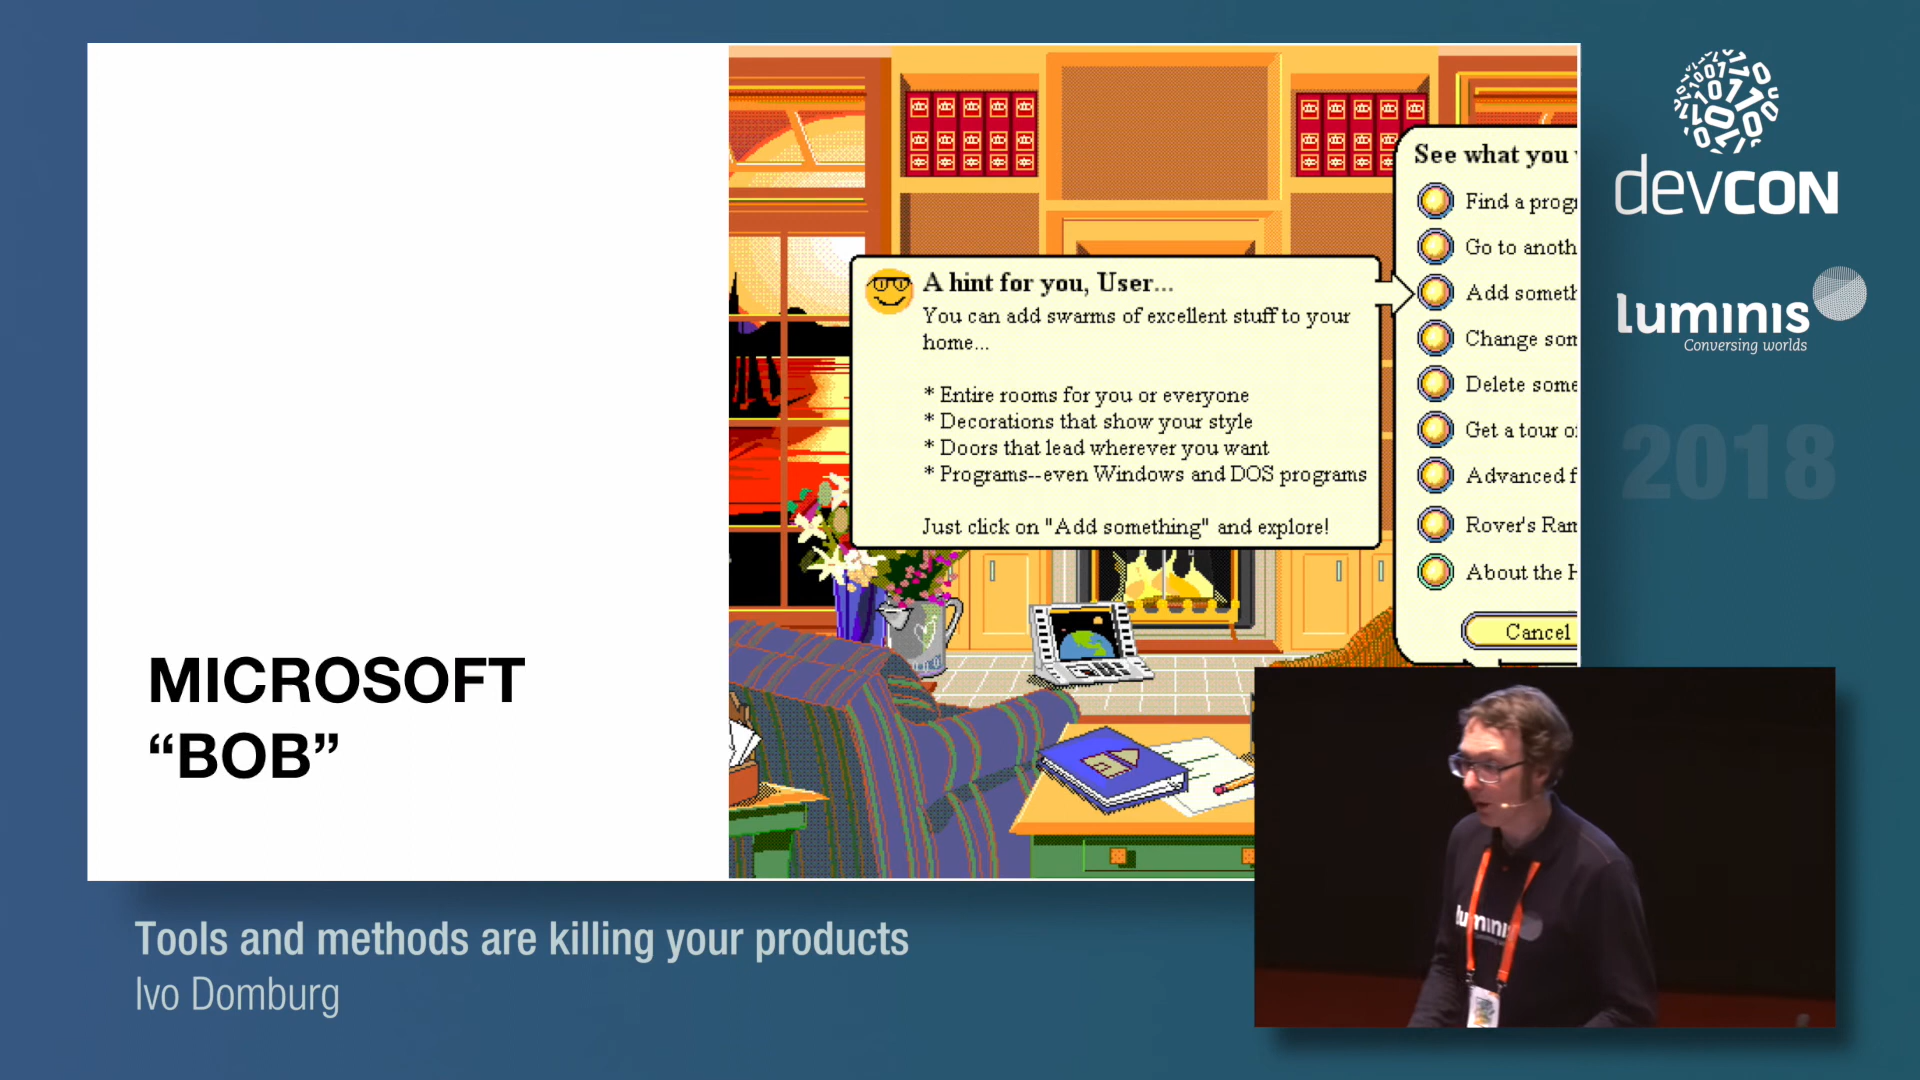 MICROSOFT
“BOB”
A hint for you, User...
You can add swarms of excellent stuff to your
home...
* Entire rooms for you or everyone
* Decorations that show your style
* Doors that lead wherever you want
* Programs--even Windows and DOS programs
Just click on "Add something" and explore!
See what you
Find a progr
Go to anoth
Add someth
Change som
Delete some
Get a tour o
Advanced f
Rover's Ran
About the H
Cancel
devcon
luminis
Conversing worlds
2018
luminis
Tools and methods are killing your products
Ivo Domburg